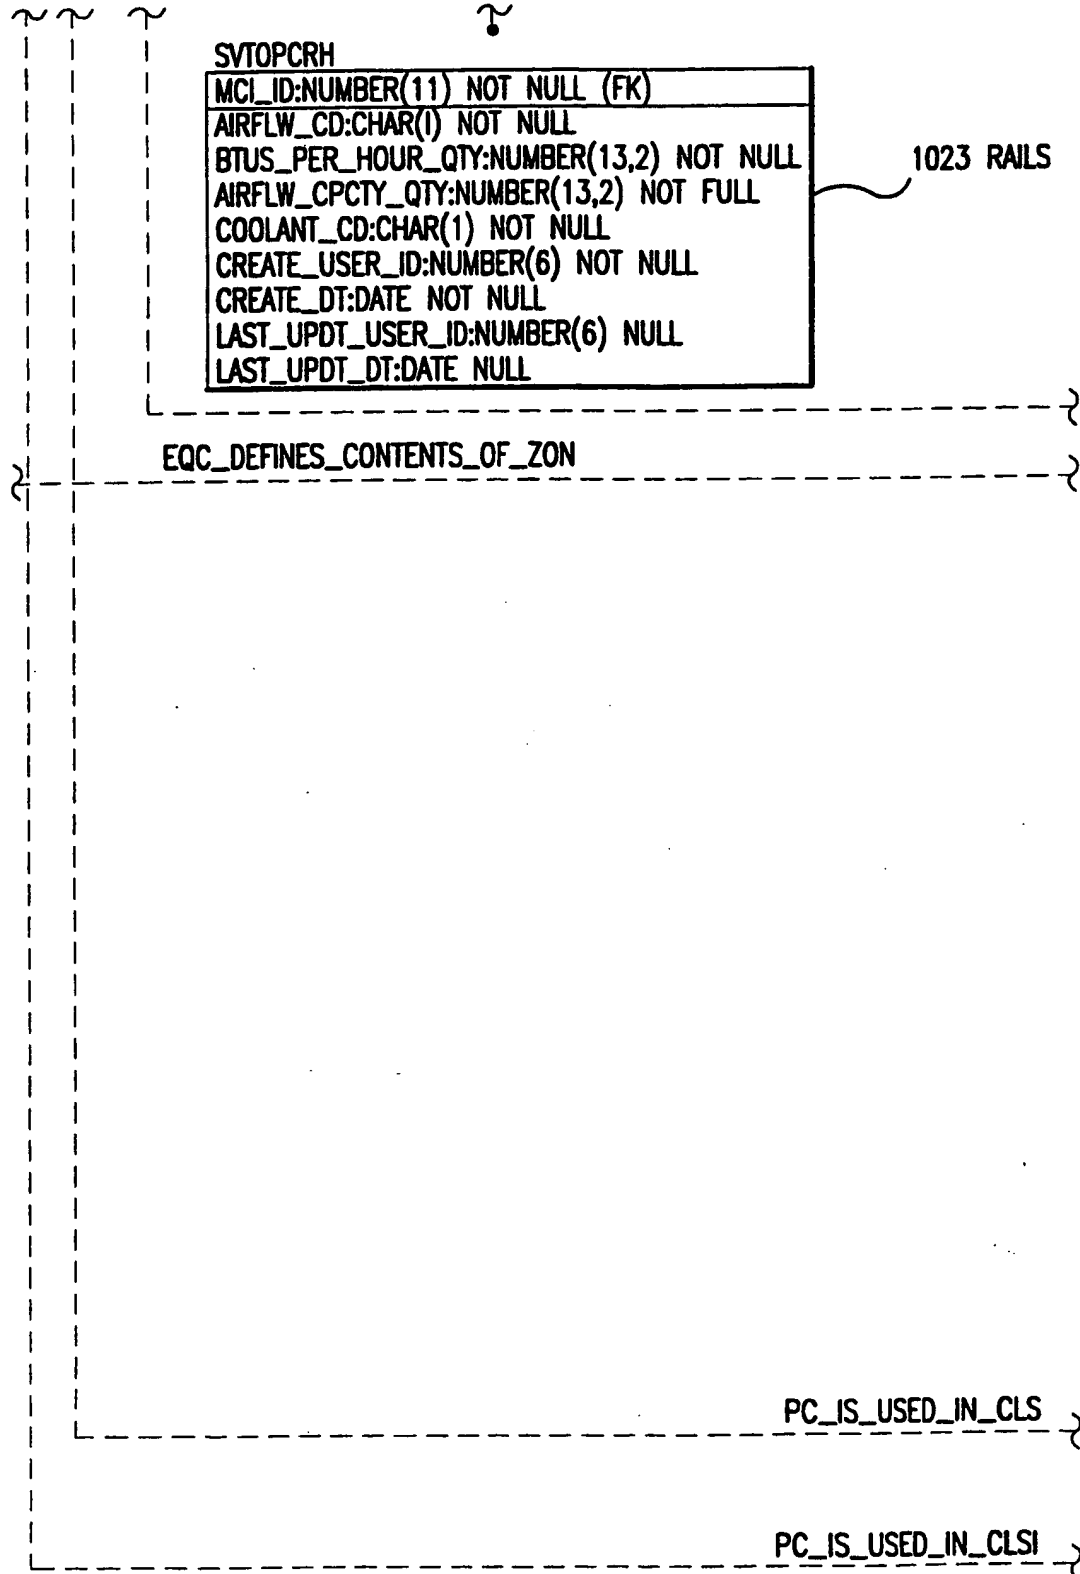 SVTOPCRH
MCI_ID:NUMBER(11) NOT NULL (FK)
AIRFLW_CD:CHAR(I) NOT NULL
BTUS_PER_HOUR_QTY:NUMBER(13,2) NOT NULL
1023 RAILS
AIRFLW_CPCTY_QTY:NUMBER(13,2) NOT FULL
COOLANT_CD:CHAR(1) NOT NULL
CREATE_USER_ID:NUMBER(6) NOT NULL
CREATE_DT:DATE NOT NULL
LAST_UPDT_USER_ID:NUMBER(6) NULL
LAST_UPDT_DT:DATE NULL
EQC_DEFINES_CONTENTS_OF_ZON
PC_IS_USED_IN_CLS
PC_IS_USED_IN_CLSI